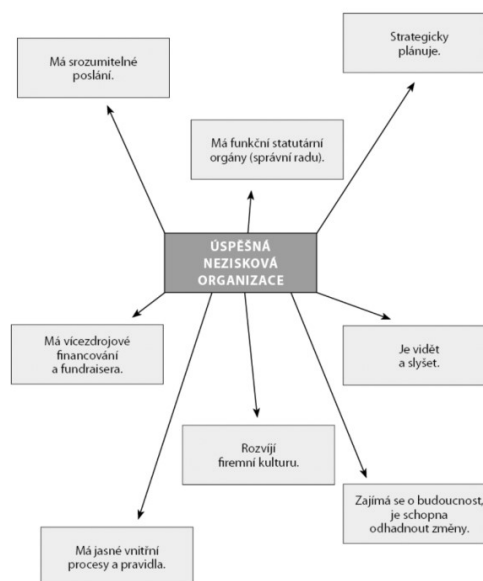 Strategicky
plánuje.
Má srozumitelné
poslání.
Má funkční statutární
orgány (správní radu).
ÚSPĚŠNÁ
NEZISKOVÁ
ORGANIZACE
Má vícezdrojové
financování
a fundraisera.
Je vidět
a slyšet.
Rozvíjí
firemní kulturu.
Zajímá se o budoucnost,
je schopna
odhadnout změny.
Má jasné vnitřní
procesy a pravidla.